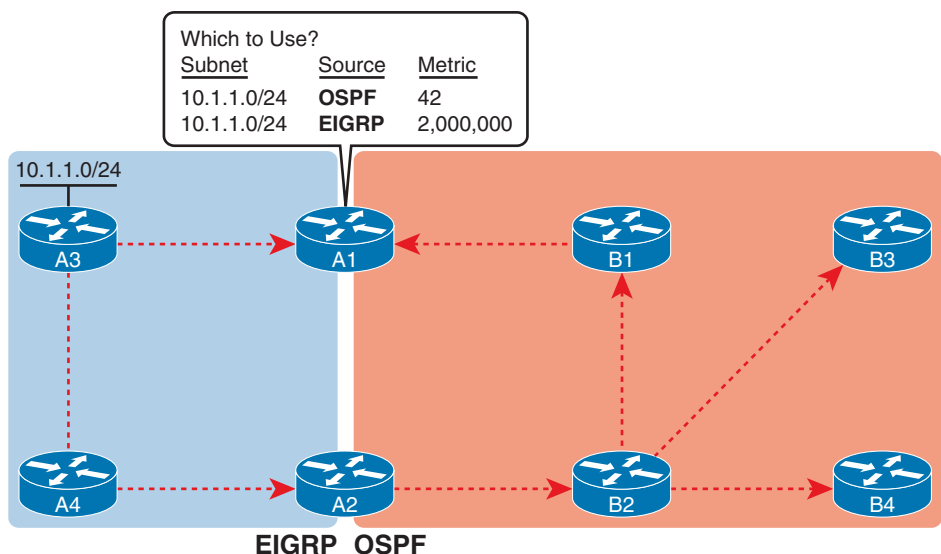 Which to Use?
Subnet Source Metric
10.1.1.0/24 OSPF 42
10.1.1.0/24 EIGRP 2,000,000
10.1.1.0/24
A3 A1 B1 B3
A4 A2 B2 B4
EIGRP OSPF